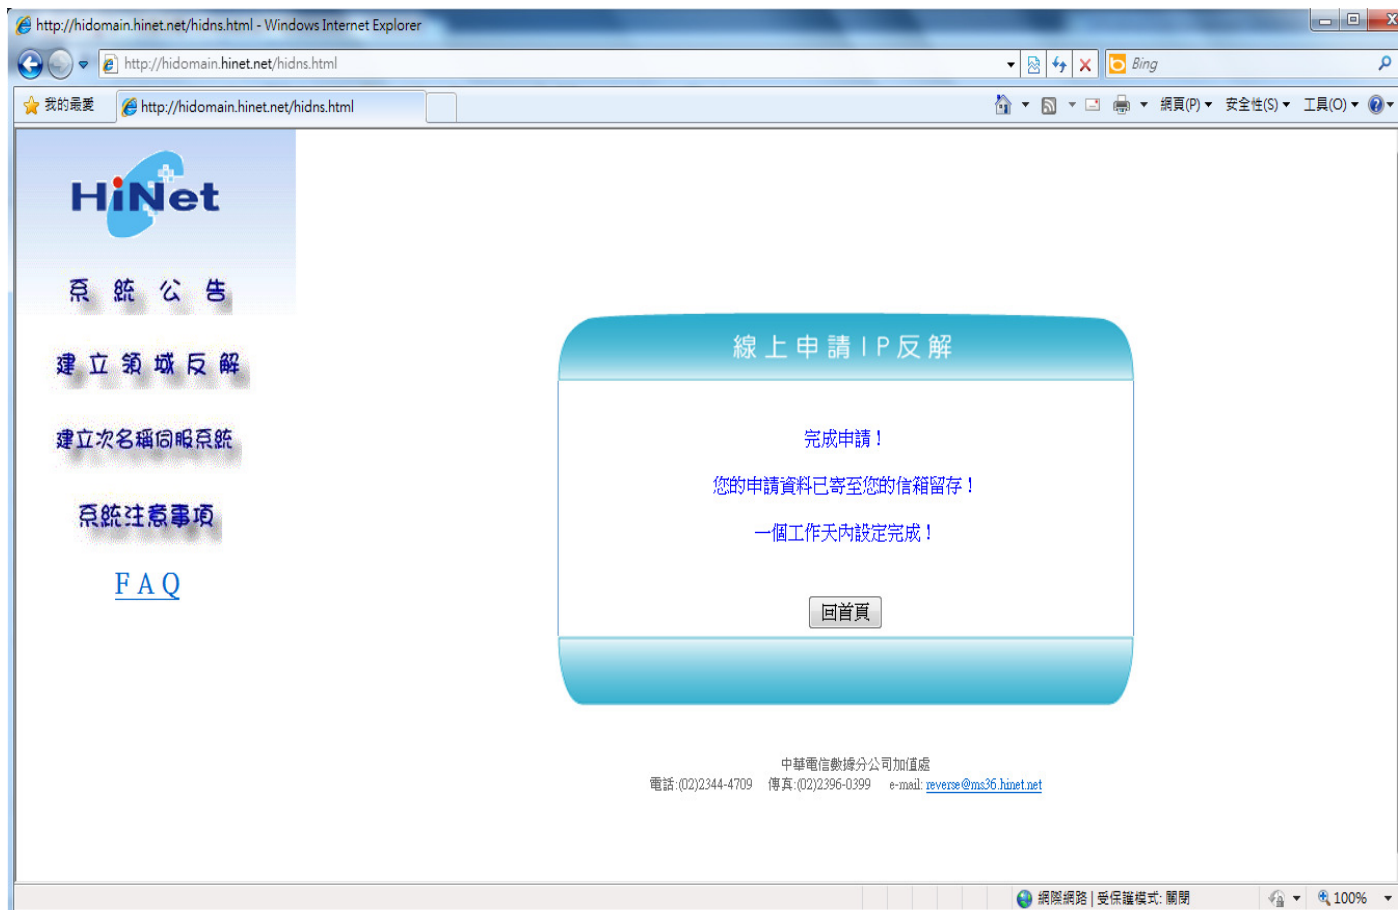 http://hidomain.hinet.net/hidns.html - Windows Internet Explorer
http://hidomain.hinet.net/hidns.html
Bing
我的最愛
http://hidomain.hinet.net/hidns.html
網頁(P)
安全性(S)
工具(O)
HiNet
系統公告
建立領域反解
建立次名稱伺服系統
系統注意事項
FAQ
線上申請IP反解
完成申請！
您的申請資料已寄至您的信箱留存！
一個工作天內設定完成！
回首頁
中華電信數據分公司加值處
電話:(02)2344-4709 傳真:(02)2396-0399 e-mail: reverse@ms36.hinet.net
網際網路 | 受保護模式: 關閉
100%